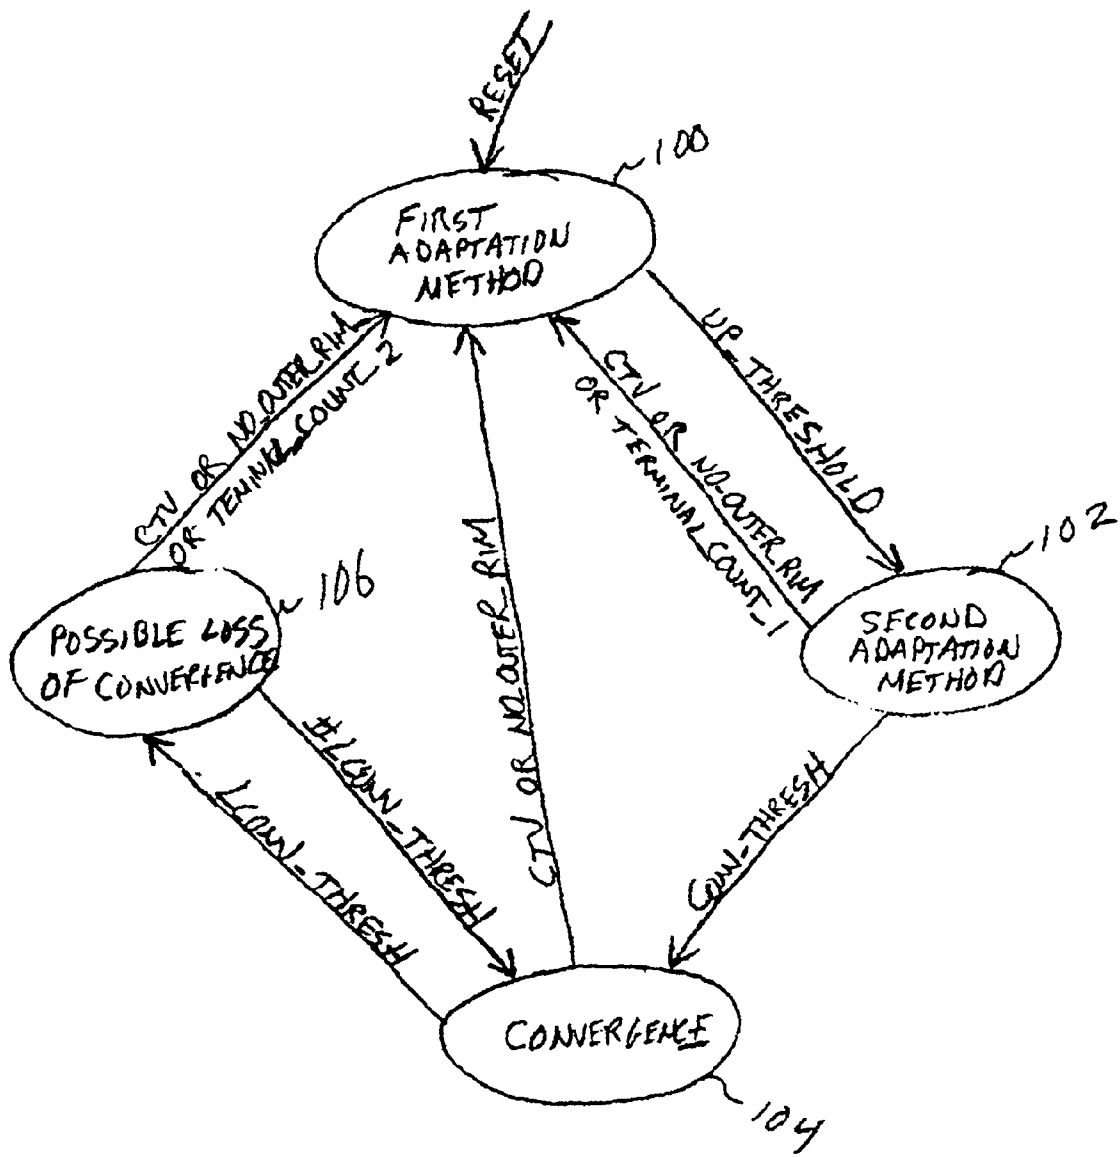 RESET
100
FIRST
ADAPTATION
METHOD
UP_THRESHOLD
CTV OR NO_OUTER_RIM
OR TERMINAL_COUNT_1
CTV OR NO_OUTER_RIM
OR TEMINAL_COUNT_2
102
SECOND
ADAPTATION
METHOD
106
POSSIBLE LOSS
OF CONVERGENCE
CTV OR NO_OUTER_RIM
#LCONV_THRESH
LCONV_THRESH
CONV_THRESH
CONVERGENCE
104